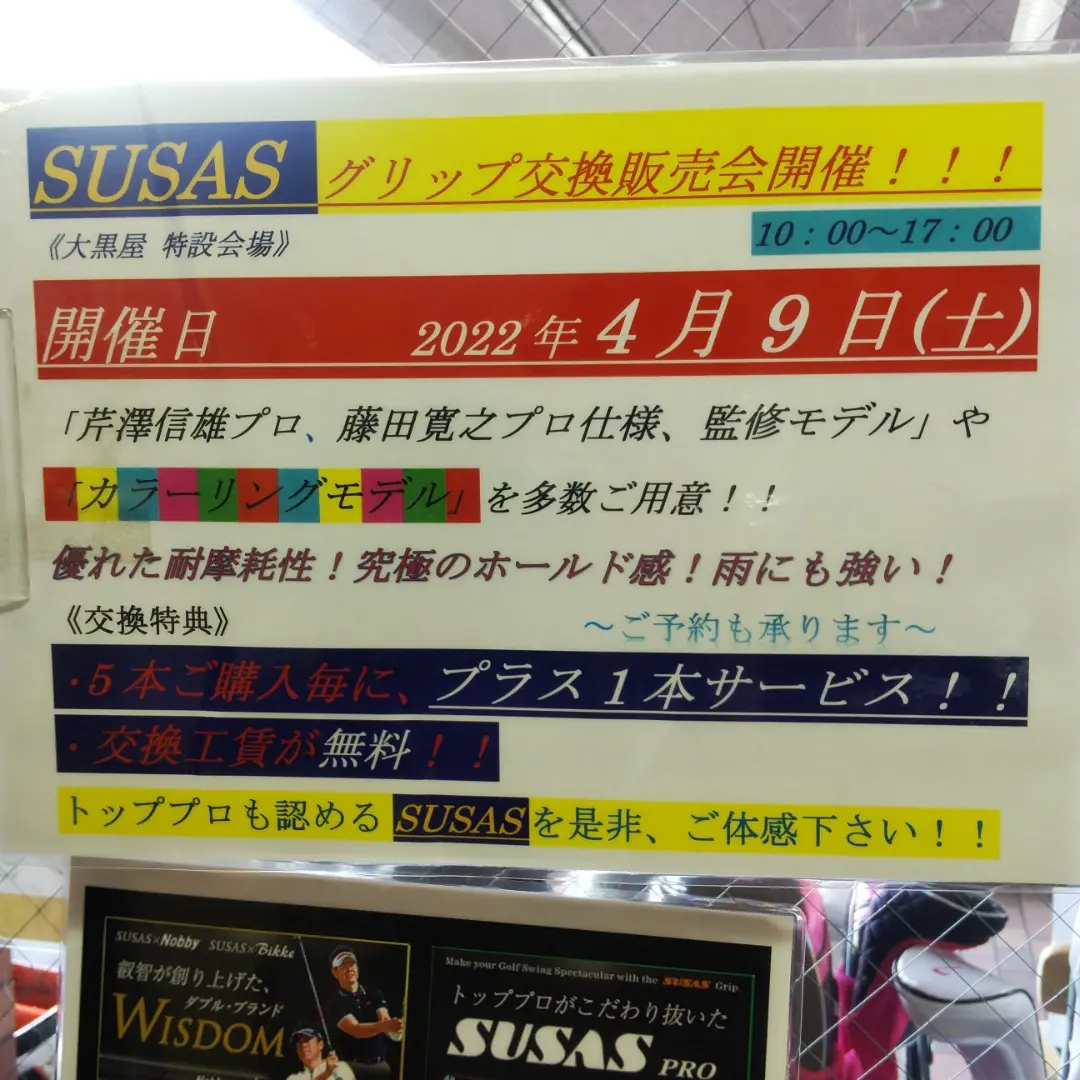 SUSAS グリップ交換販売会開催！！！
《大黒屋 特設会場》
10：00～17：00
開催日 2022年4月9日(土)
「芹澤信雄プロ、藤田寛之プロ仕様、監修モデル」や
「カラーリングモデル」を多数ご用意！！
優れた耐摩耗性！究極のホールド感！雨にも強い！
《交換特典》
～ご予約も承ります～
・5本ご購入毎に、プラス1本サービス！！
・交換工賃が無料！！
トッププロも認める SUSAS を是非、ご体感下さい！！
SUSAS×Nobby SUSAS×Bikke
叡智が創り上げた、
ダブル・ブランド
WISDOM
Make your Golf Swing Spectacular with the SUSAS Grip.
トッププロがこだわり抜いた
SUSAS PRO